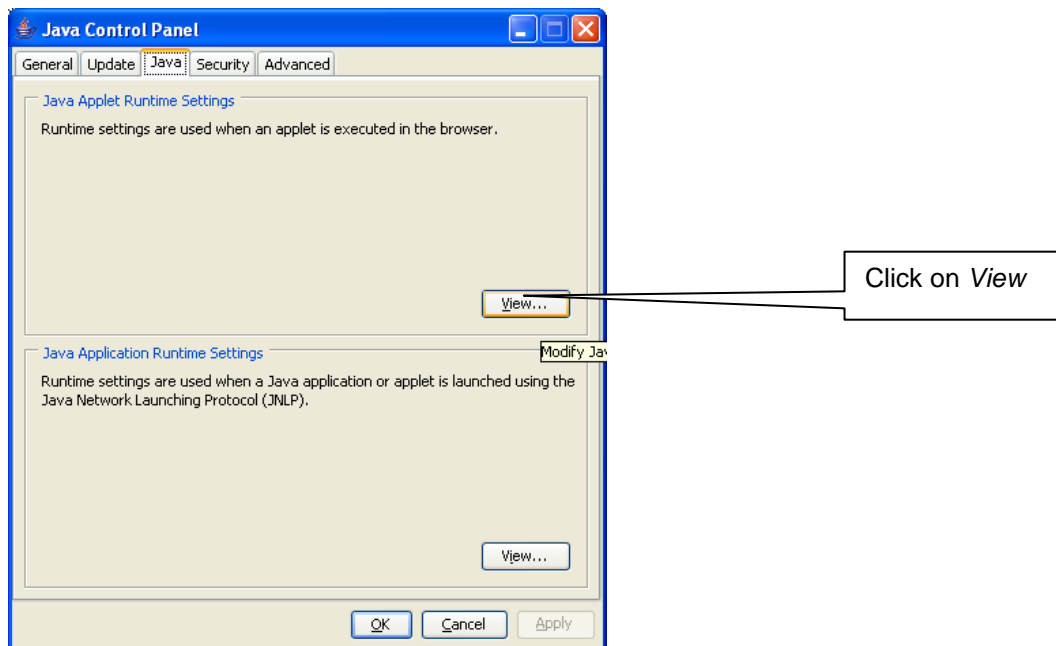 Java Control Panel
General Update Java Security Advanced
Java Applet Runtime Settings
Runtime settings are used when an applet is executed in the browser.
View...
Click on View
Java Application Runtime Settings
Modify Jav
Runtime settings are used when a Java application or applet is launched using the
Java Network Launching Protocol (JNLP).
View...
OK Cancel Apply